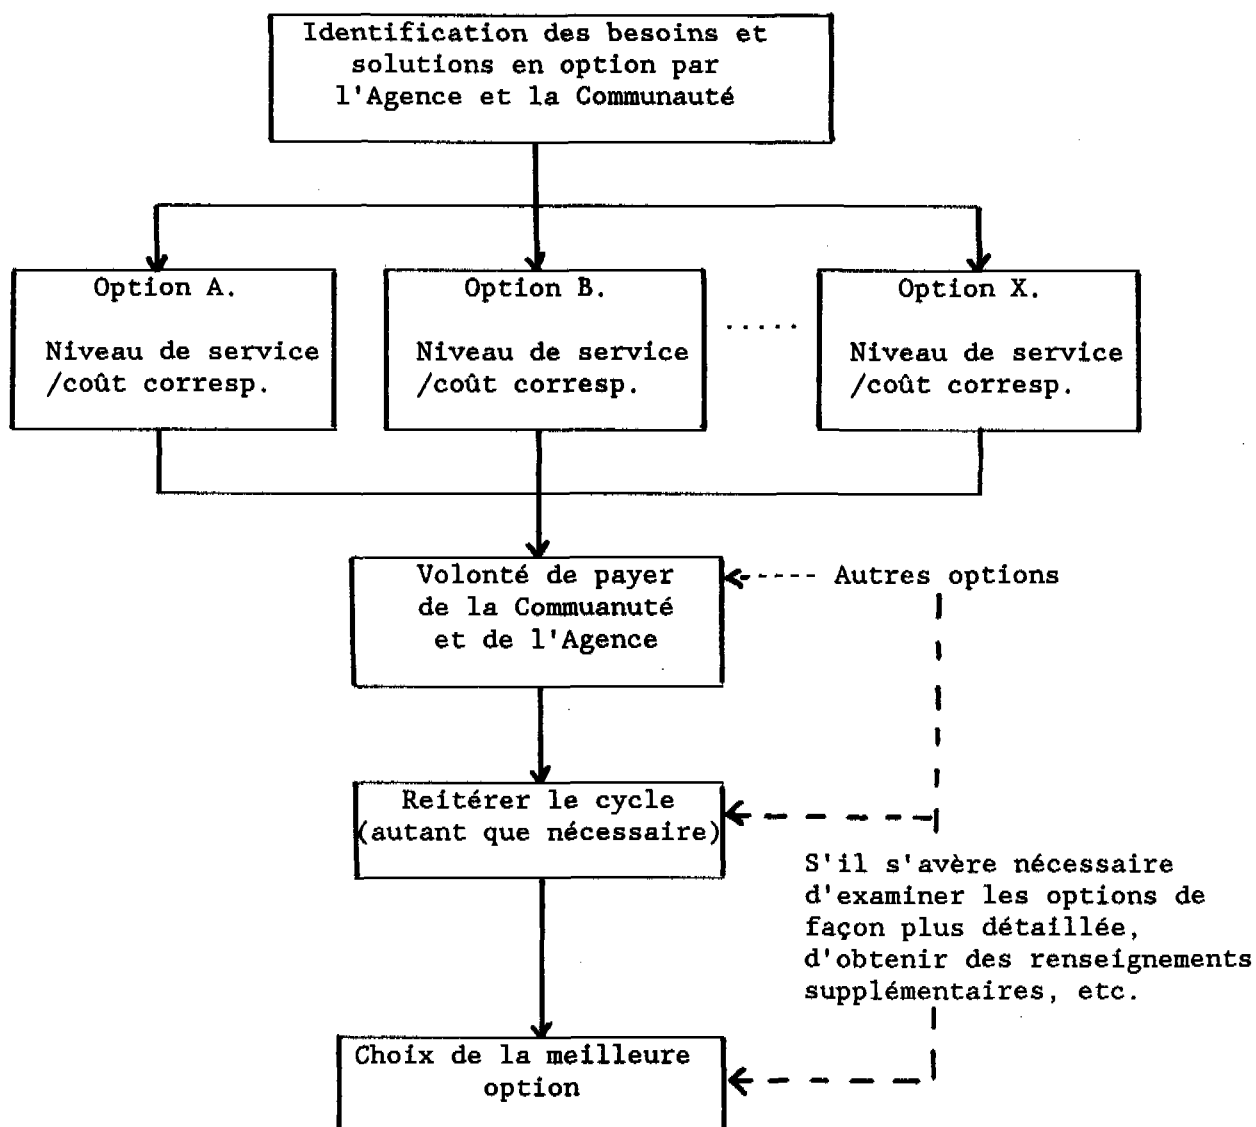 Identification des besoins et
solutions en option par
l'Agence et la Communauté
Option A.
Niveau de service
/coût corresp.
Option B.
Niveau de service
/coût corresp.
.....
Option X.
Niveau de service
/coût corresp.
Volonté de payer
de la Commuanuté
et de l'Agence
Autres options
Reitérer le cycle
(autant que nécessaire)
S'il s'avère nécessaire
d'examiner les options de
façon plus détaillée,
d'obtenir des renseignements
supplémentaires, etc.
Choix de la meilleure
option